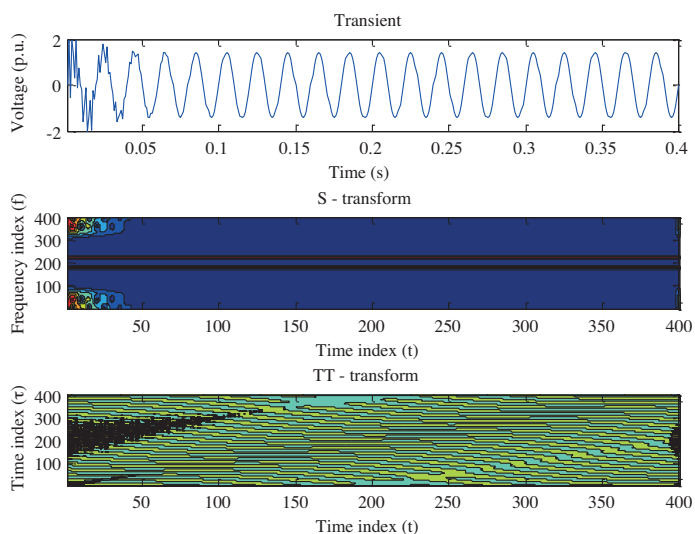 Transient
Voltage (p.u.)
2
0
-2
0.05 0.1 0.15 0.2 0.25 0.3 0.35 0.4
Time (s)
S - transform
Frequency index (f)
400
300
200
100
50 100 150 200 250 300 350 400
Time index (t)
TT - transform
Time index (τ)
400
300
200
100
50 100 150 200 250 300 350 400
Time index (t)